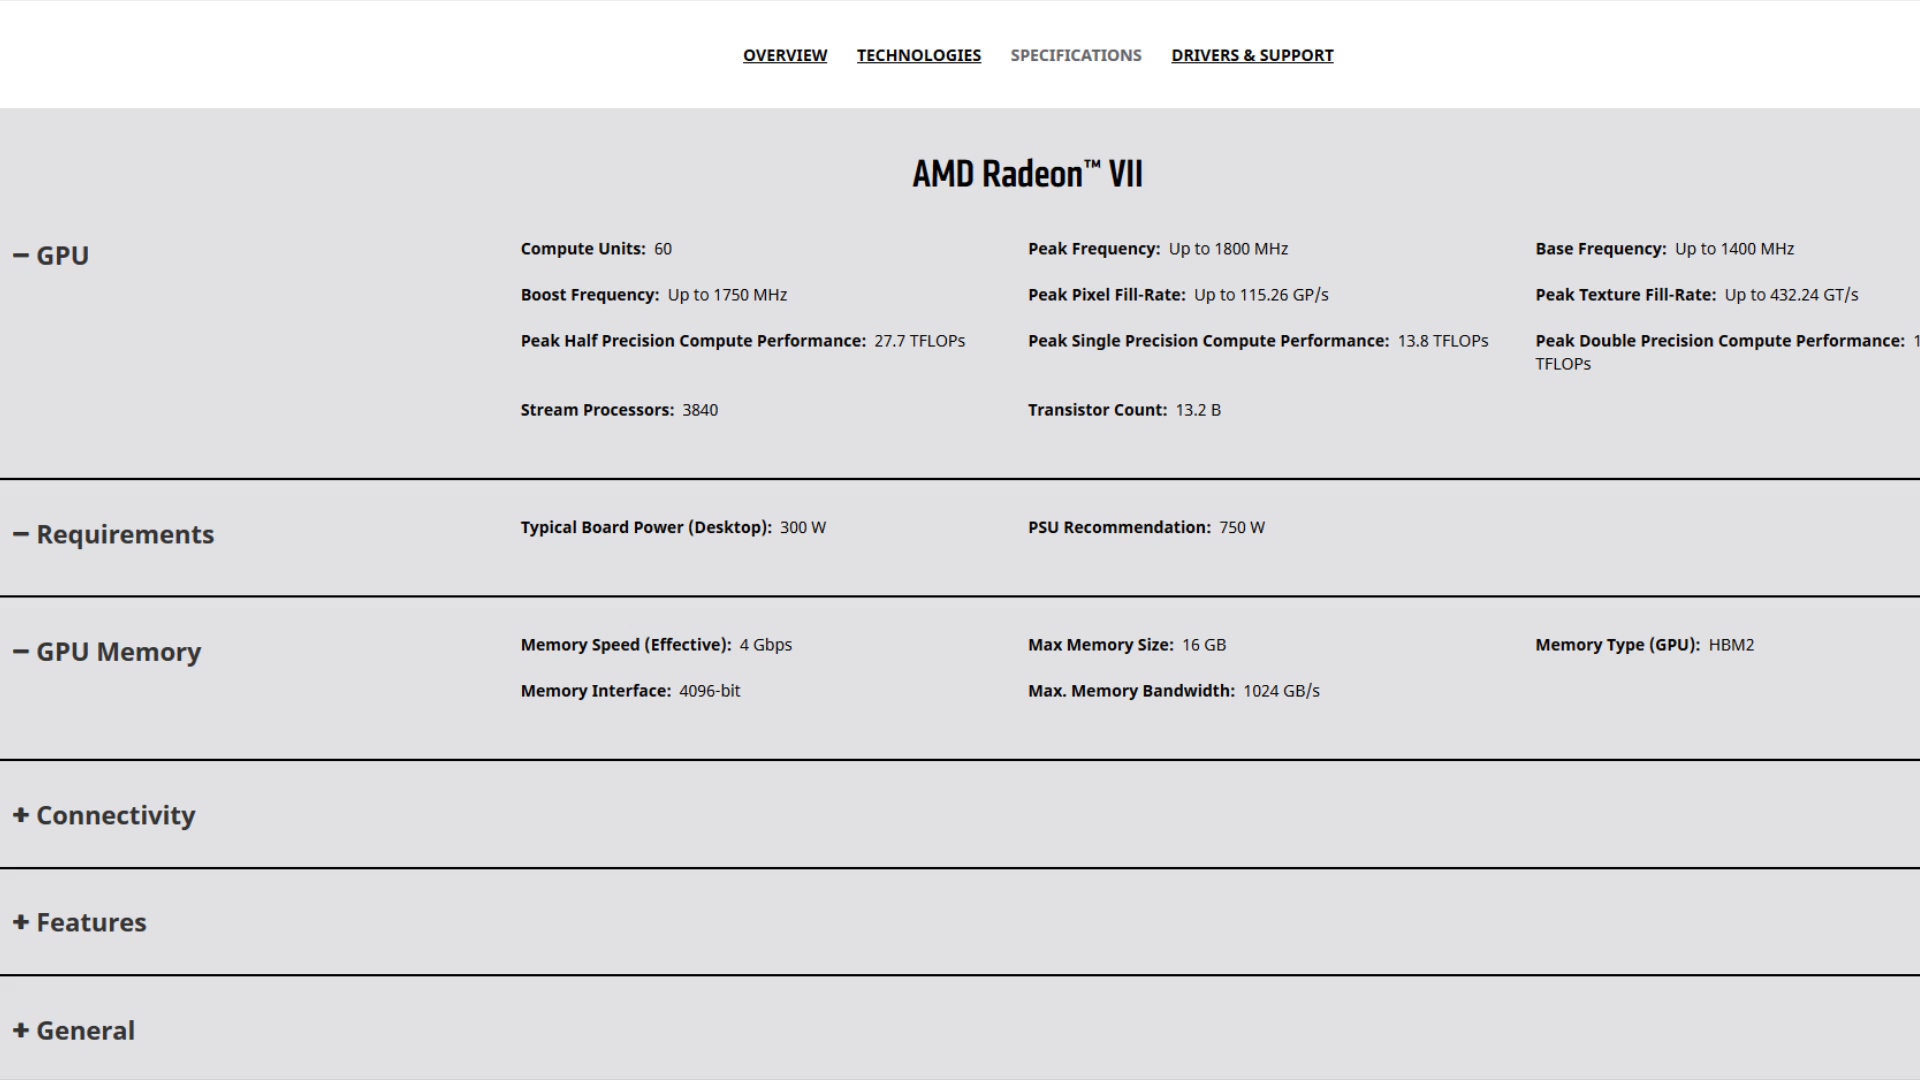 OVERVIEW TECHNOLOGIES SPECIFICATIONS DRIVERS & SUPPORT
AMD Radeon™ VII
− GPU
Compute Units: 60
Peak Frequency: Up to 1800 MHz
Base Frequency: Up to 1400 MHz
Boost Frequency: Up to 1750 MHz
Peak Pixel Fill-Rate: Up to 115.26 GP/s
Peak Texture Fill-Rate: Up to 432.24 GT/s
Peak Half Precision Compute Performance: 27.7 TFLOPs
Peak Single Precision Compute Performance: 13.8 TFLOPs
Peak Double Precision Compute Performance:
TFLOPs
Stream Processors: 3840
Transistor Count: 13.2 B
− Requirements
Typical Board Power (Desktop): 300 W
PSU Recommendation: 750 W
− GPU Memory
Memory Speed (Effective): 4 Gbps
Max Memory Size: 16 GB
Memory Type (GPU): HBM2
Memory Interface: 4096-bit
Max. Memory Bandwidth: 1024 GB/s
+ Connectivity
+ Features
+ General